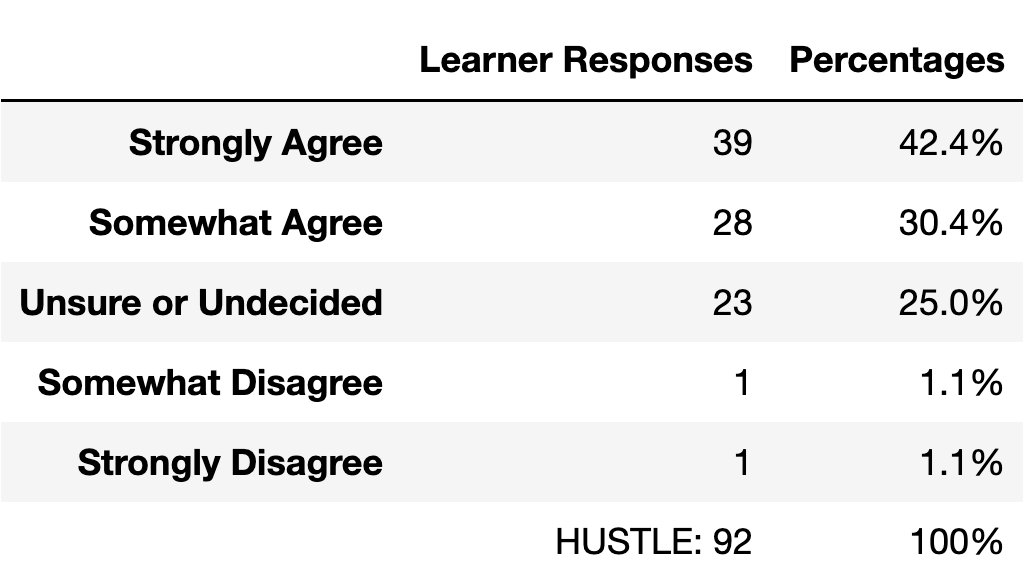 Learner Responses Percentages
Strongly Agree 39 42.4%
Somewhat Agree 28 30.4%
Unsure or Undecided 23 25.0%
Somewhat Disagree 1 1.1%
Strongly Disagree 1 1.1%
HUSTLE: 92 100%